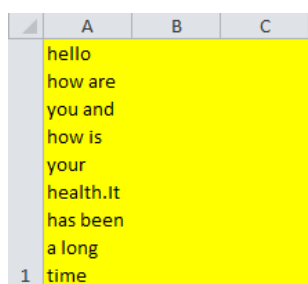 A B C
hello
how are
you and
how is
your
health.It
has been
a long
1 time